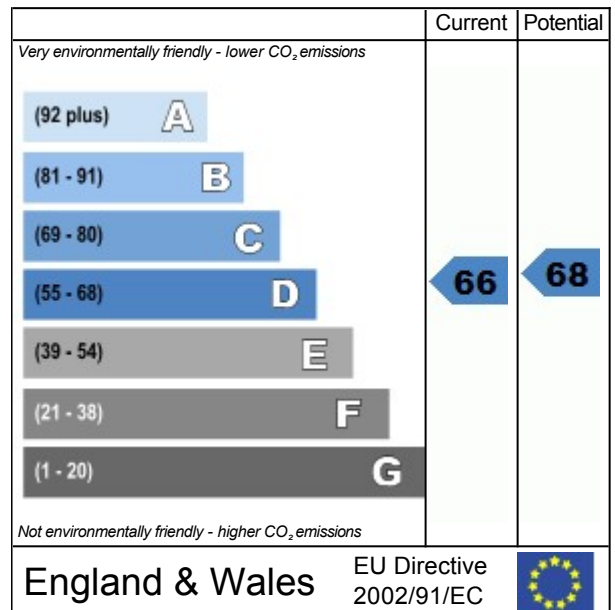 Current Potential
Very environmentally friendly - lower CO₂ emissions
(92 plus) A
(81 - 91) B
(69 - 80) C
(55 - 68) D
66
68
(39 - 54) E
(21 - 38) F
(1 - 20) G
Not environmentally friendly - higher CO₂ emissions
England & Wales
EU Directive
2002/91/EC